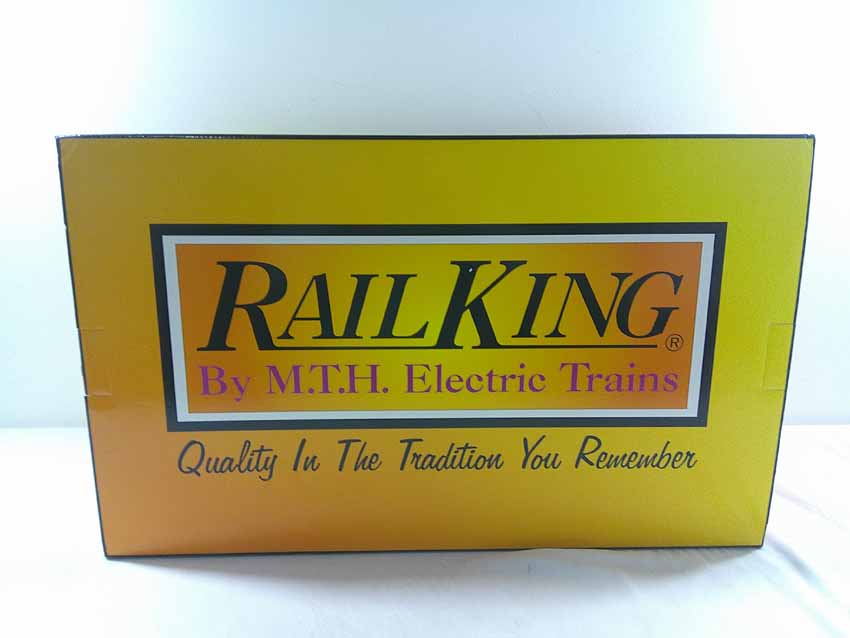 RAILKING®
By M.T.H. Electric Trains
Quality In The Tradition You Remember